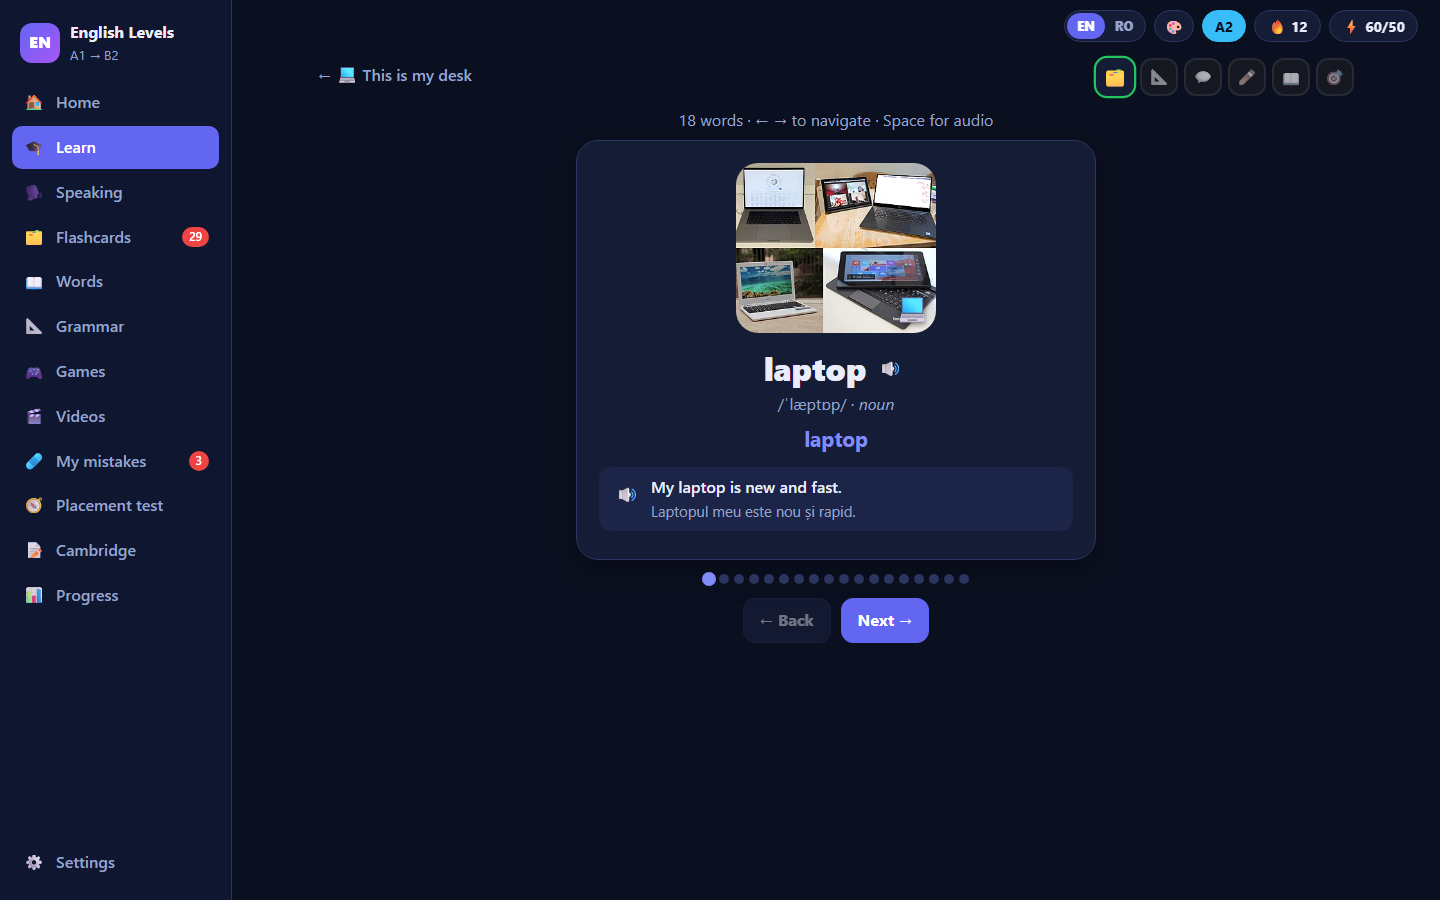 EN
English Levels
A1 → B2
Home
Learn
Speaking
Flashcards 29
Words
Grammar
Games
Videos
My mistakes 3
Placement test
Cambridge
Progress
Settings
EN RO A2 12 60/50
← This is my desk
18 words · ← → to navigate · Space for audio
laptop
/ˈlæptɒp/ · noun
laptop
My laptop is new and fast.
Laptopul meu este nou și rapid.
← Back Next →